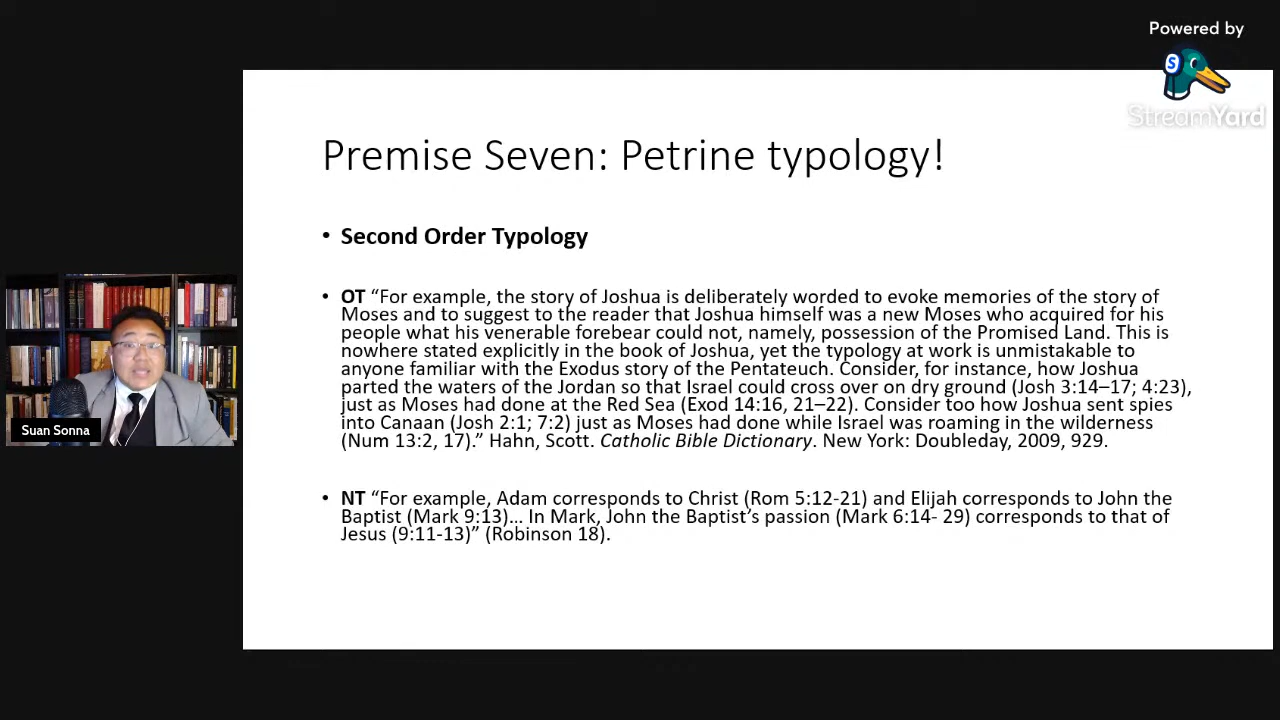 Powered by
S
StreamYard
Premise Seven: Petrine typology!
• Second Order Typology
• OT “For example, the story of Joshua is deliberately worded to evoke memories of the story of
Moses and to suggest to the reader that Joshua himself was a new Moses who acquired for his
people what his venerable forebear could not, namely, possession of the Promised Land. This is
nowhere stated explicitly in the book of Joshua, yet the typology at work is unmistakable to
anyone familiar with the Exodus story of the Pentateuch. Consider, for instance, how Joshua
parted the waters of the Jordan so that Israel could cross over on dry ground (Josh 3:14–17; 4:23),
just as Moses had done at the Red Sea (Exod 14:16, 21–22). Consider too how Joshua sent spies
into Canaan (Josh 2:1; 7:2) just as Moses had done while Israel was roaming in the wilderness
(Num 13:2, 17).” Hahn, Scott. Catholic Bible Dictionary. New York: Doubleday, 2009, 929.
• NT “For example, Adam corresponds to Christ (Rom 5:12-21) and Elijah corresponds to John the
Baptist (Mark 9:13)… In Mark, John the Baptist’s passion (Mark 6:14- 29) corresponds to that of
Jesus (9:11-13)” (Robinson 18).
Suan Sonna